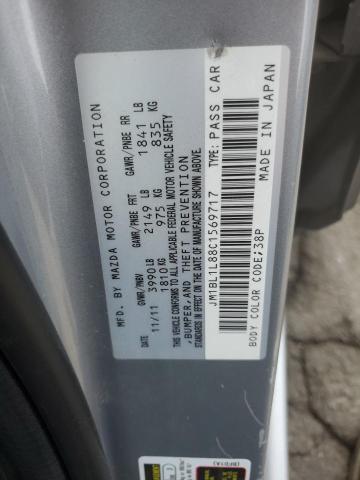 MFD. BY MAZDA MOTOR CORPORATION
11/11 GVWR/PNBV GAWR/PNBE FRT GAWR/PNBE RR
3990 LB 2149 LB 1841 LB
1810 KG 975 KG 835 KG
THIS VEHICLE CONFORMS TO ALL APPLICABLE FEDERAL MOTOR VEHICLE SAFETY
, BUMPER, AND THEFT PREVENTION
STANDARDS IN EFFECT ON THE DATE OF MANUFACTURE SHOWN ABOVE.
JM1BL1L88C1569717 TYPE: PASS CAR
BODY COLOR CODE;38P MADE IN JAPAN
(BFD1A)